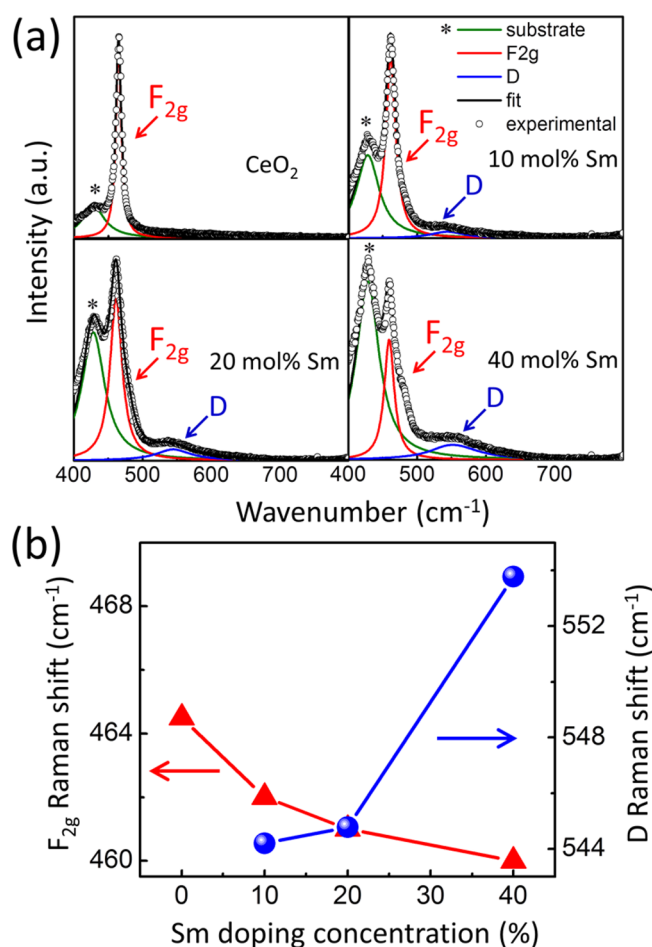 (a)
* substrate
F2g
D
fit
experimental
*
F2g
CeO2
*
F2g
D
10 mol% Sm
*
F2g
D
20 mol% Sm
*
F2g
D
40 mol% Sm
Intensity (a.u.)
400 500 600 700 400 500 600 700
Wavenumber (cm-1)
(b)
468
464
460
F2g Raman shift (cm-1)
552
548
544
D Raman shift (cm-1)
0 10 20 30 40
Sm doping concentration (%)